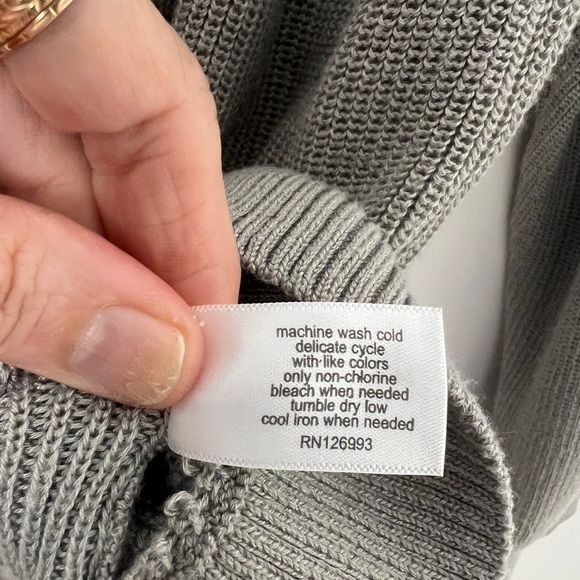 machine wash cold
delicate cycle
with like colors
only non-chlorine
bleach when needed
tumble dry low
cool iron when needed
RN126993